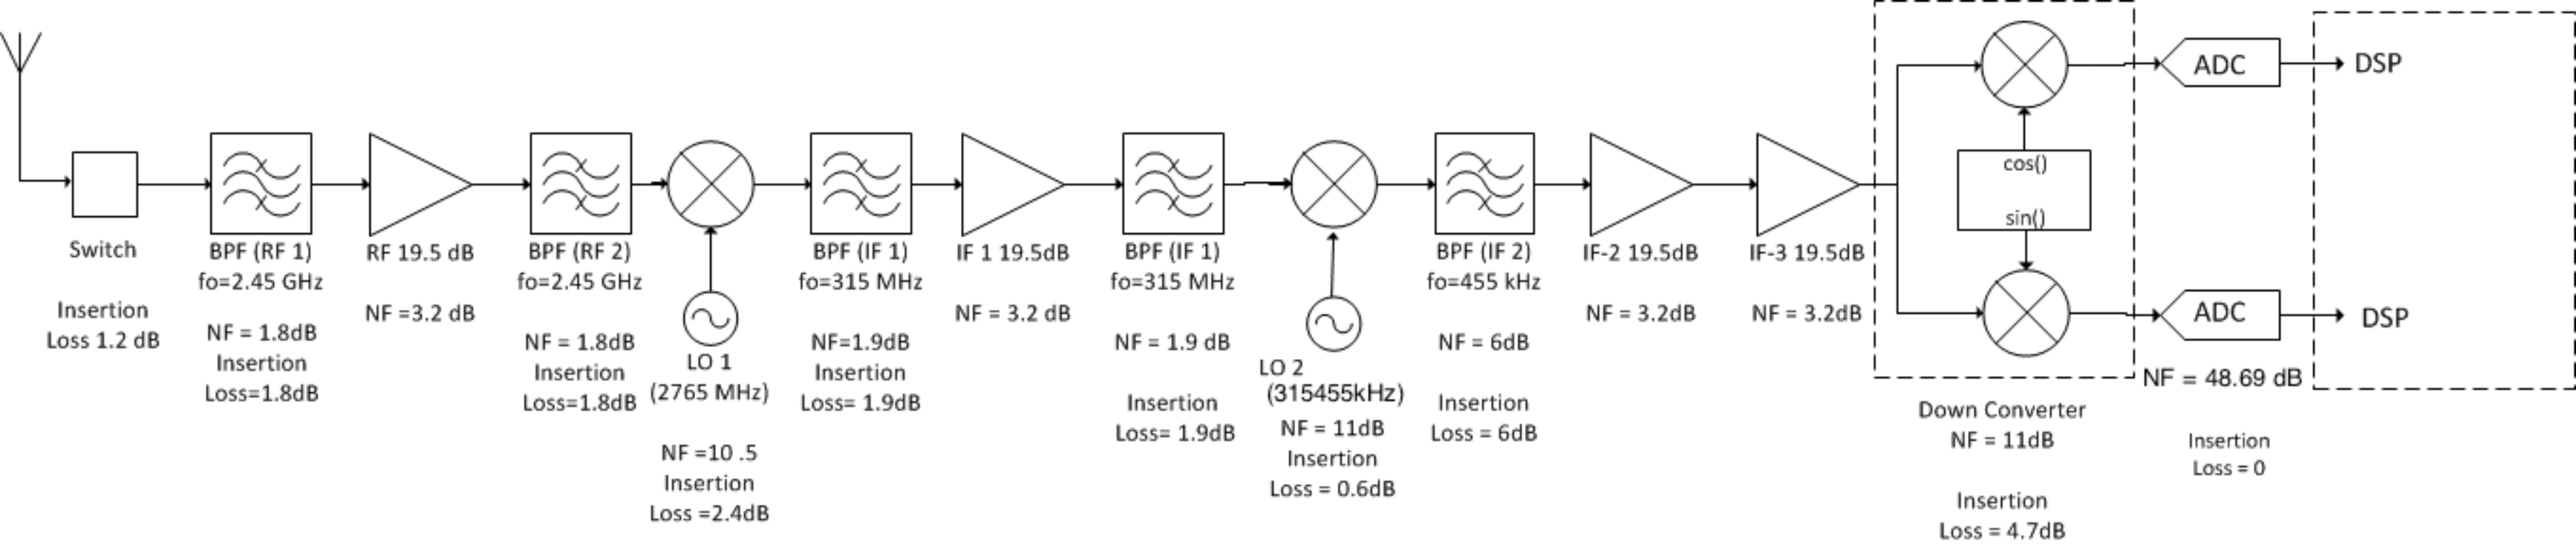 Switch
Insertion
Loss 1.2 dB
BPF (RF 1)
fo=2.45 GHz
NF = 1.8dB
Insertion
Loss=1.8dB
RF 19.5 dB
NF =3.2 dB
BPF (RF 2)
fo=2.45 GHz
NF = 1.8dB
Insertion
Loss=1.8dB
LO 1
(2765 MHz)
NF =10 .5
Insertion
Loss =2.4dB
BPF (IF 1)
fo=315 MHz
NF=1.9dB
Insertion
Loss= 1.9dB
IF 1 19.5dB
NF = 3.2 dB
BPF (IF 1)
fo=315 MHz
NF = 1.9 dB
Insertion
Loss= 1.9dB
LO 2
(315455kHz)
NF = 11dB
Insertion
Loss = 0.6dB
BPF (IF 2)
fo=455 kHz
NF = 6dB
Insertion
Loss = 6dB
IF-2 19.5dB
NF = 3.2dB
IF-3 19.5dB
NF = 3.2dB
cos()
sin()
Down Converter
NF = 11dB
Insertion
Loss = 4.7dB
ADC
DSP
ADC
DSP
NF = 48.69 dB
Insertion
Loss = 0